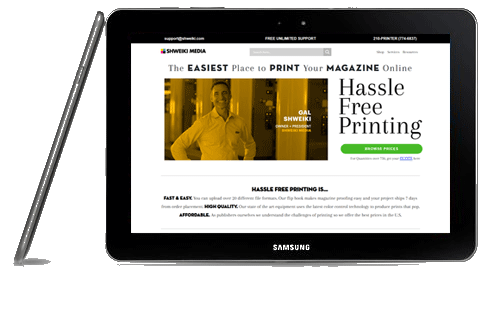 support@shweiki.com FREE UNLIMITED SUPPORT 216-PRINTER (774-6837)
SHWEIKI MEDIA
The EASIEST Place to PRINT Your MAGAZINE Online
GAL
SHWEIKI
OWNER + PRESIDENT
SHWEIKI MEDIA
Hassle
Free
Printing
BROWSE PRICES
HASSLE FREE PRINTING IS...
FAST & EASY. You can upload over 20 different file formats. Our flip book makes magazine proofing easy and your project ships 7 days
from order placement. HIGH QUALITY. Our state of the art equipment uses the latest color control technology to produce prints that pop.
AFFORDABLE. As publishers ourselves we understand the challenges of printing so we offer the best prices in the U.S.
SAMSUNG